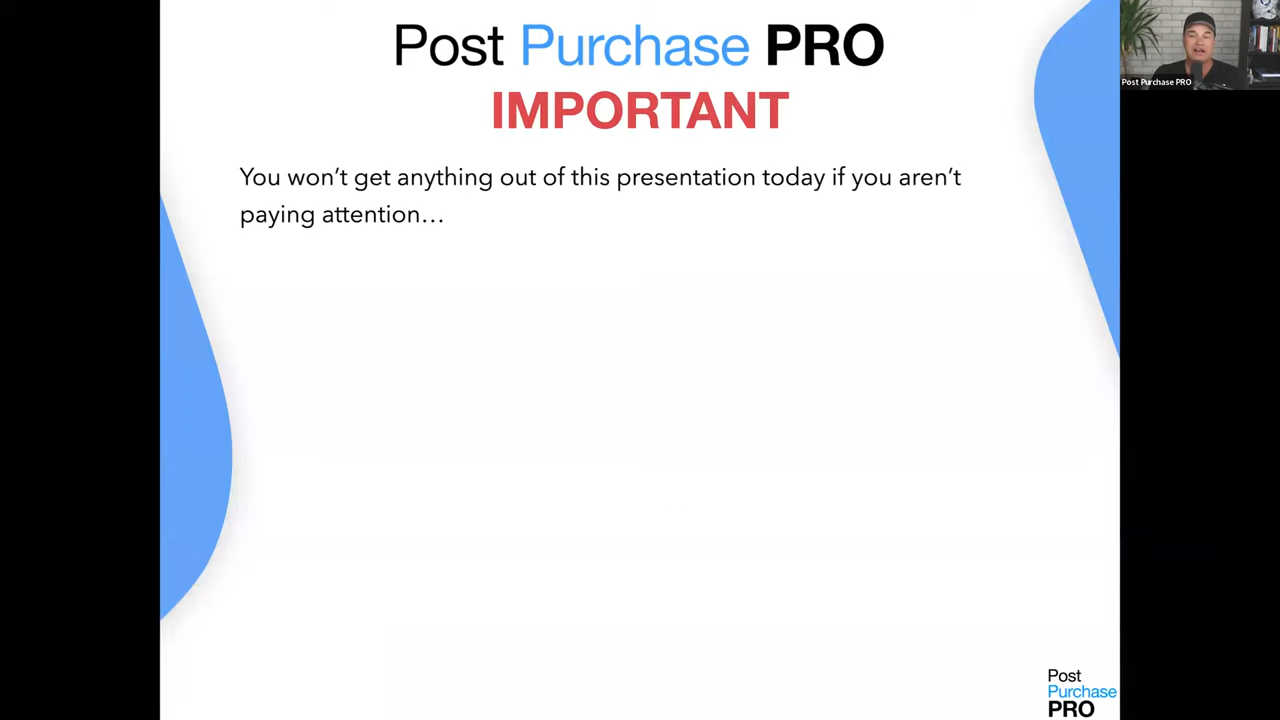 Post Purchase PRO
IMPORTANT
You won’t get anything out of this presentation today if you aren’t
paying attention…
Post Purchase PRO
Post
Purchase
PRO